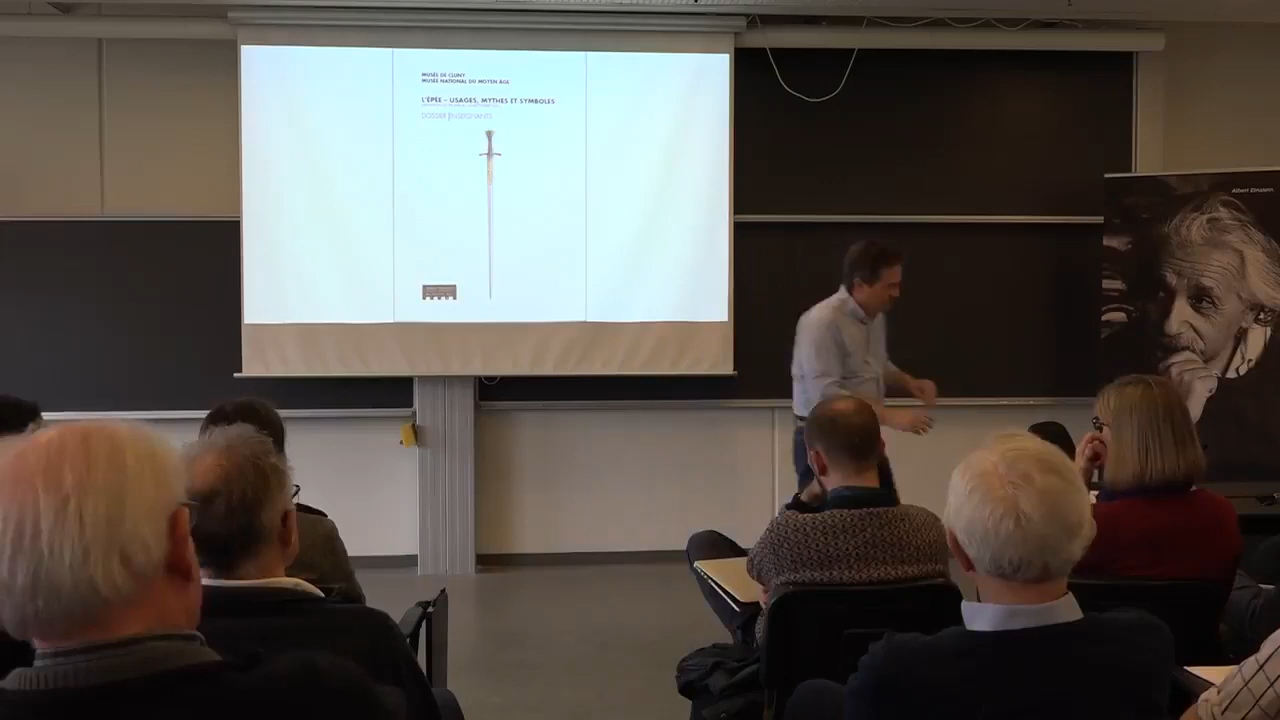 MUSÉE DE CLUNY
MUSÉE NATIONAL DU MOYEN ÂGE
L'ÉPÉE – USAGES, MYTHES ET SYMBOLES
DOSSIER ENSEIGNANTS
Albert Einstein